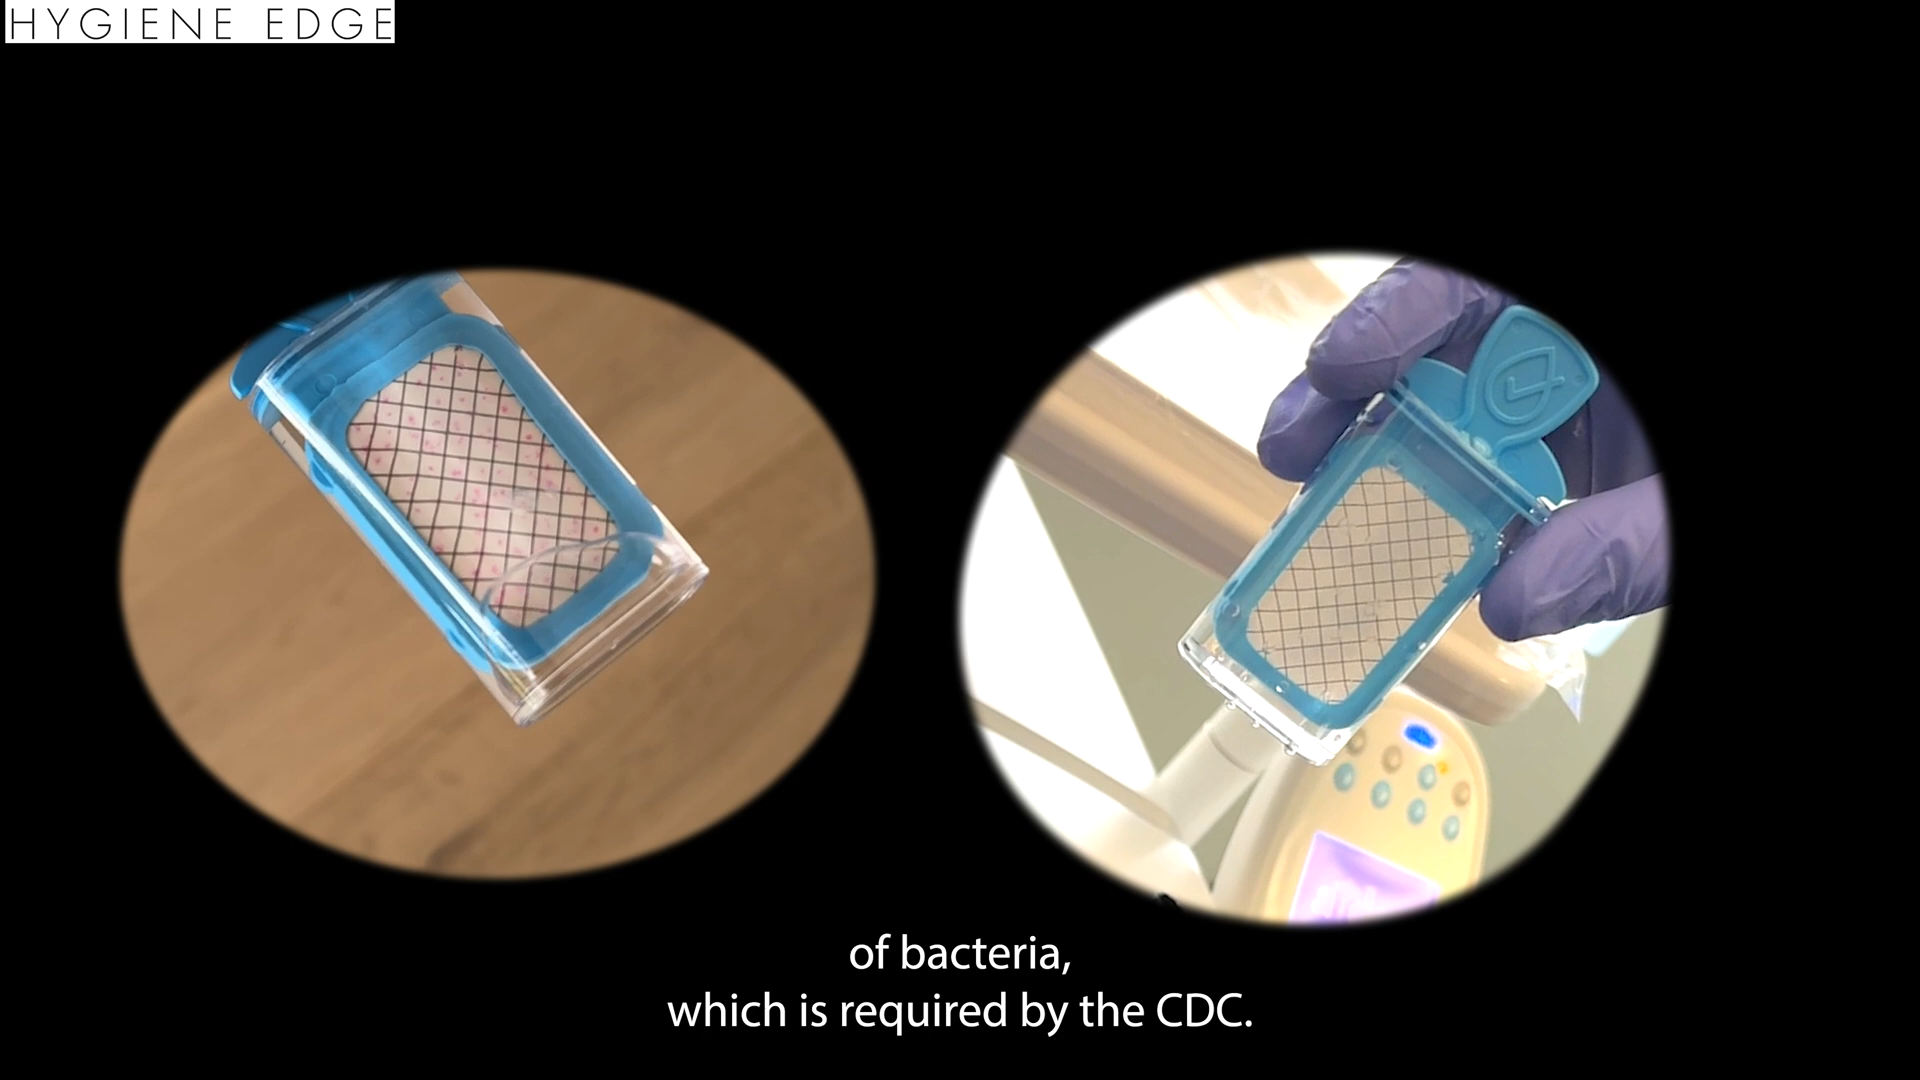 HYGIENE EDGE
of bacteria,
which is required by the CDC.